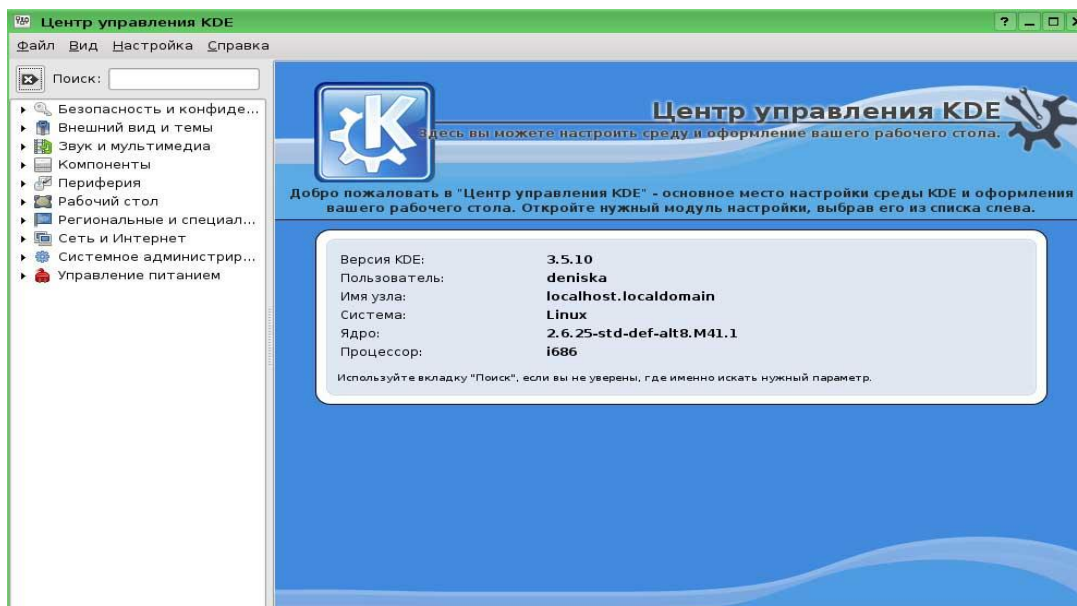 Центр управления KDE
Файл Вид Настройка Справка
Поиск:
Безопасность и конфиде...
Внешний вид и темы
Звук и мультимедиа
Компоненты
Периферия
Рабочий стол
Региональные и специал...
Сеть и Интернет
Системное администрир...
Управление питанием
Центр управления KDE
Здесь вы можете настроить среду и оформление вашего рабочего стола.
Добро пожаловать в "Центр управления KDE" - основное место настройки среды KDE и оформления
вашего рабочего стола. Откройте нужный модуль настройки, выбрав его из списка слева.
Версия KDE: 3.5.10
Пользователь: deniska
Имя узла: localhost.localdomain
Система: Linux
Ядро: 2.6.25-std-def-alt8.M41.1
Процессор: i686
Используйте вкладку "Поиск", если вы не уверены, где именно искать нужный параметр.